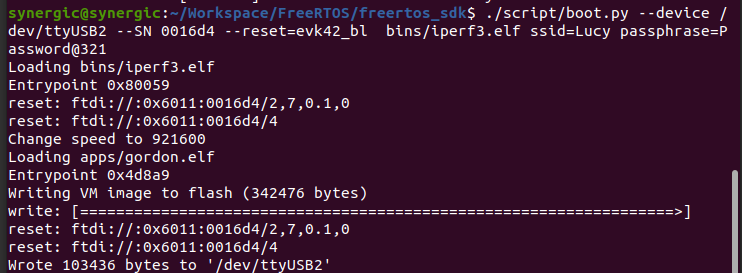 synergic@synergic:~/Workspace/FreeRTOS/freertos_sdk$ ./script/boot.py --device /
dev/ttyUSB2 --SN 0016d4 --reset=evk42_bl  bins/iperf3.elf ssid=Lucy passphrase=P
assword@321
Loading bins/iperf3.elf
Entrypoint 0x80059
reset: ftdi://:0x6011:0016d4/2,7,0.1,0
reset: ftdi://:0x6011:0016d4/4
Change speed to 921600
Loading apps/gordon.elf
Entrypoint 0x4d8a9
Writing VM image to flash (342476 bytes)
write: [==================================================================>]
reset: ftdi://:0x6011:0016d4/2,7,0.1,0
reset: ftdi://:0x6011:0016d4/4
Wrote 103436 bytes to '/dev/ttyUSB2'